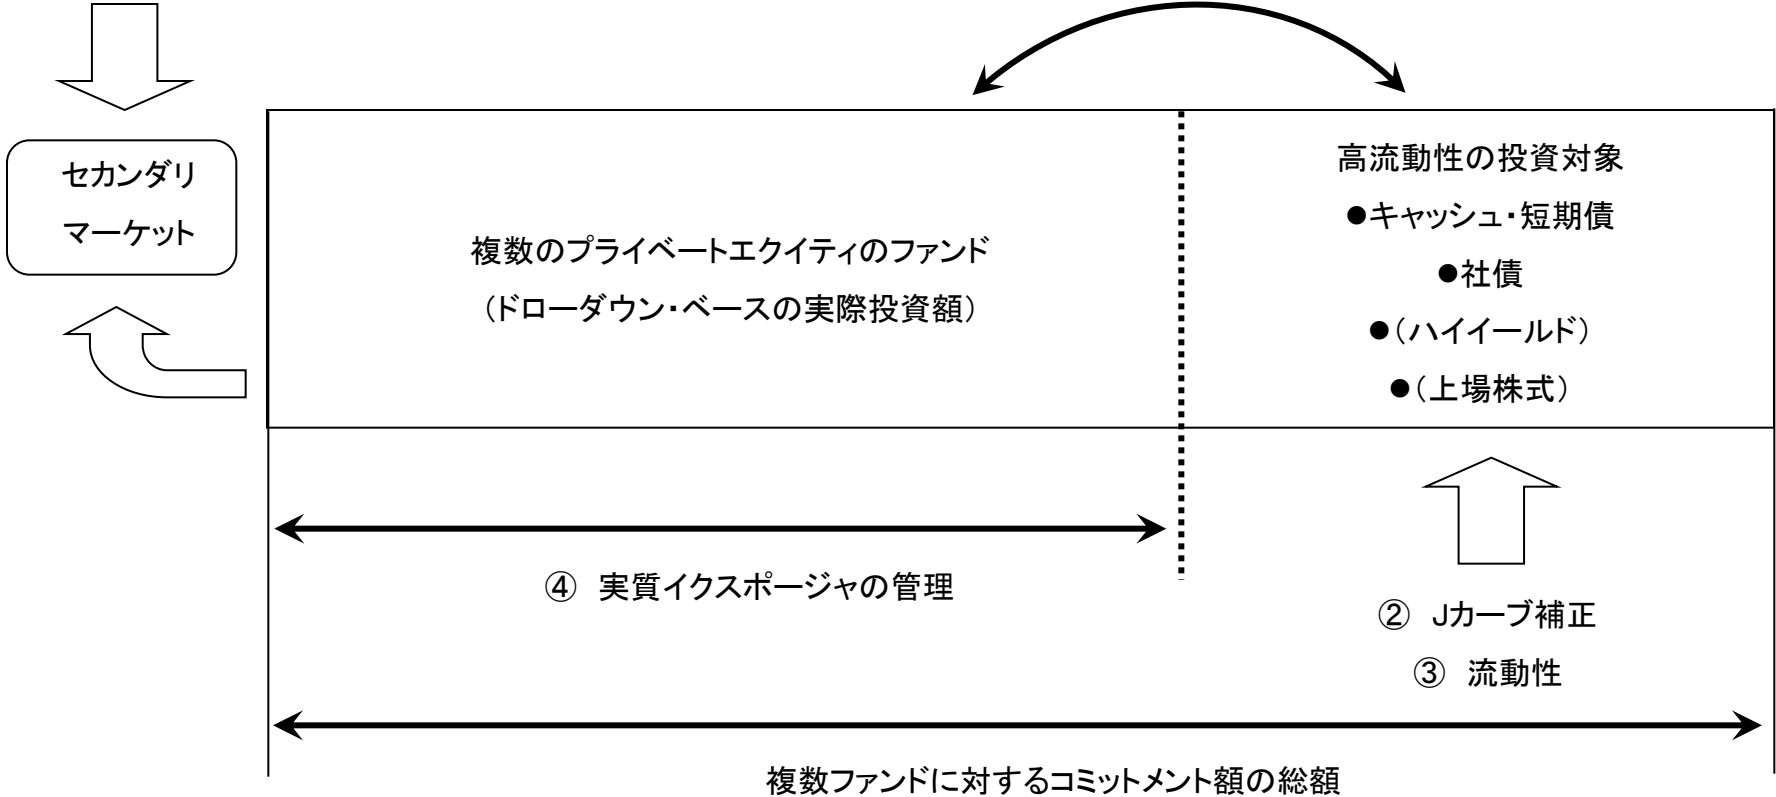 セカンダリ
マーケット
複数のプライベートエクイティのファンド
（ドローダウン・ベースの実際投資額）
高流動性の投資対象
●キャッシュ・短期債
●社債
●（ハイイールド）
●（上場株式）
④　実質イクスポージャの管理
②　Jカーブ補正
③　流動性
複数ファンドに対するコミットメント額の総額